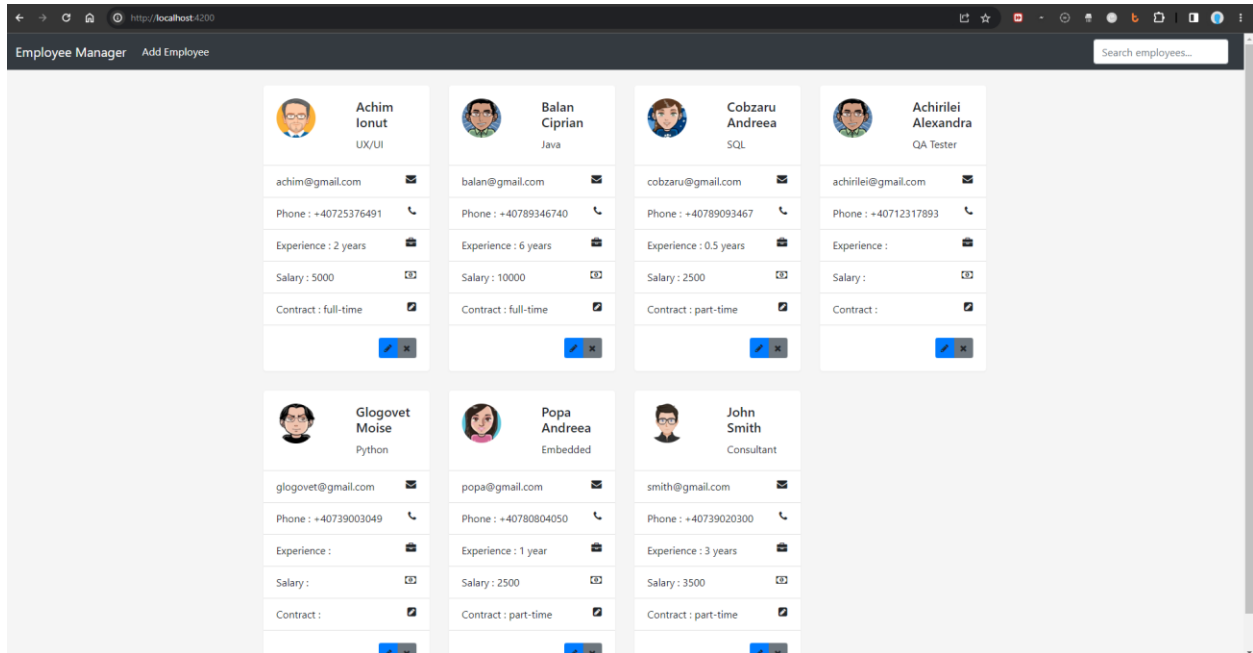 http://localhost:4200
Employee Manager Add Employee Search employees...
Achim
Ionut
UX/UI
achim@gmail.com
Phone : +40725376491
Experience : 2 years
Salary : 5000
Contract : full-time
Balan
Ciprian
Java
balan@gmail.com
Phone : +40789346740
Experience : 6 years
Salary : 10000
Contract : full-time
Cobzaru
Andreea
SQL
cobzaru@gmail.com
Phone : +40789093467
Experience : 0.5 years
Salary : 2500
Contract : part-time
Achirilei
Alexandra
QA Tester
achirilei@gmail.com
Phone : +40712317893
Experience :
Salary :
Contract :
Glogovet
Moise
Python
glogovet@gmail.com
Phone : +40739003049
Experience :
Salary :
Contract :
Popa
Andreea
Embedded
popa@gmail.com
Phone : +40780804050
Experience : 1 year
Salary : 2500
Contract : part-time
John
Smith
Consultant
smith@gmail.com
Phone : +40739020300
Experience : 3 years
Salary : 3500
Contract : part-time